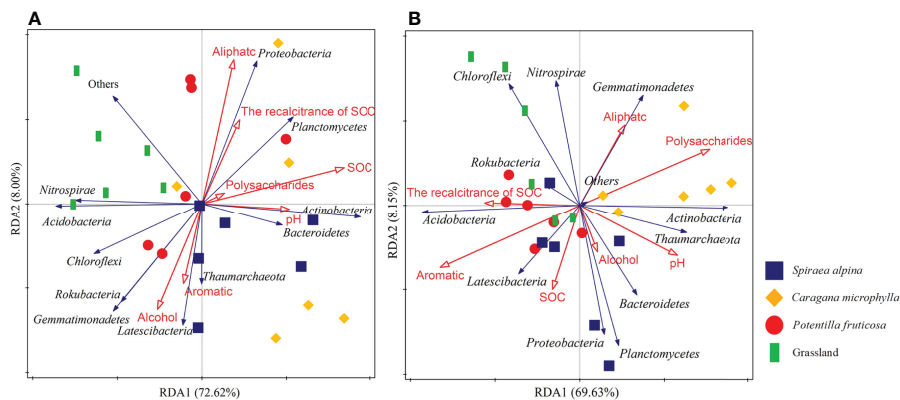 A
B
Aliphatc
Proteobacteria
Others
The recalcitrance of SOC
Planctomycetes
SOC
Polysaccharides
Nitrospirae
Acidobacteria
Actinobacteria
pH
Bacteroidetes
Chloroflexi
Thaumarchaeota
Rokubacteria
Aromatic
Gemmatimonadetes
Alcohol
Latescibacteria
RDA2 (8.00%)
RDA1 (72.62%)
Chloroflexi
Nitrospirae
Gemmatimonadetes
Aliphatc
Polysaccharides
Rokubacteria
Others
The recalcitrance of SOC
Acidobacteria
Actinobacteria
Thaumarchaeota
Aromatic
Alcohol
pH
Latescibacteria
SOC
Bacteroidetes
Proteobacteria
Planctomycetes
RDA2 (8.15%)
RDA1 (69.63%)
Spiraea alpina
Caragana microphylla
Potentilla fruticosa
Grassland